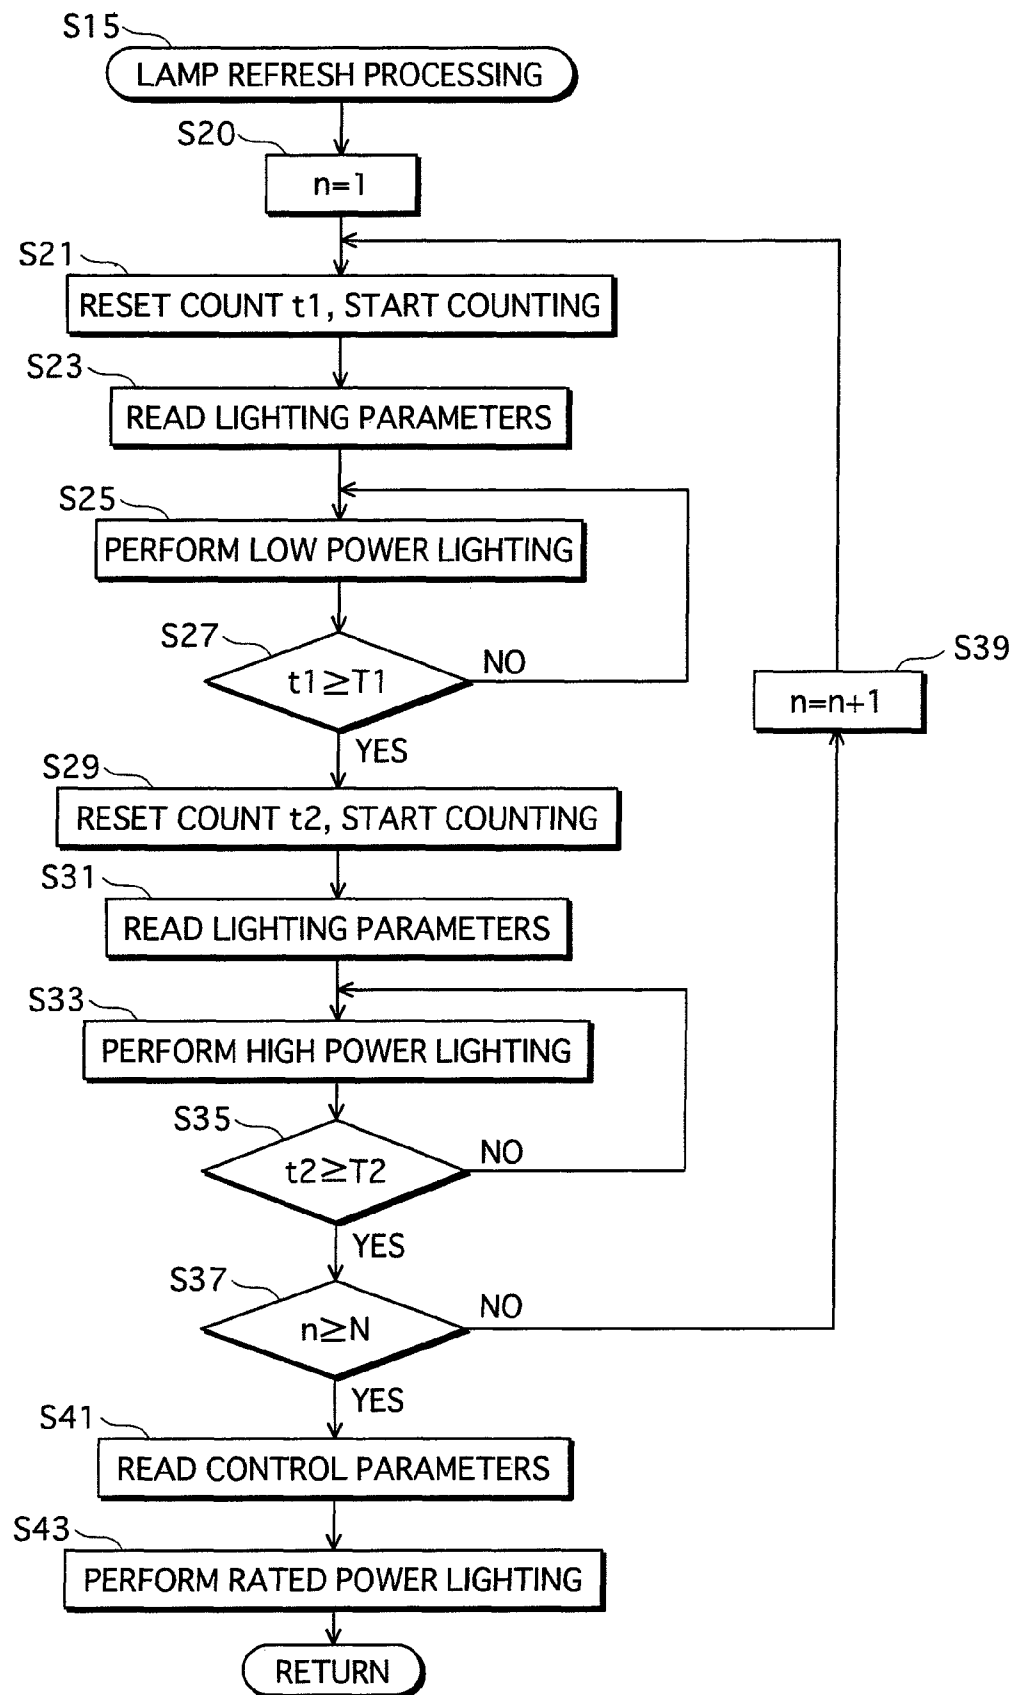 S15
LAMP REFRESH PROCESSING
S20
n=1
S21
RESET COUNT t1, START COUNTING
S23
READ LIGHTING PARAMETERS
S25
PERFORM LOW POWER LIGHTING
S27
t1≥T1
NO
YES
S39
n=n+1
S29
RESET COUNT t2, START COUNTING
S31
READ LIGHTING PARAMETERS
S33
PERFORM HIGH POWER LIGHTING
S35
t2≥T2
NO
YES
S37
n≥N
NO
YES
S41
READ CONTROL PARAMETERS
S43
PERFORM RATED POWER LIGHTING
RETURN